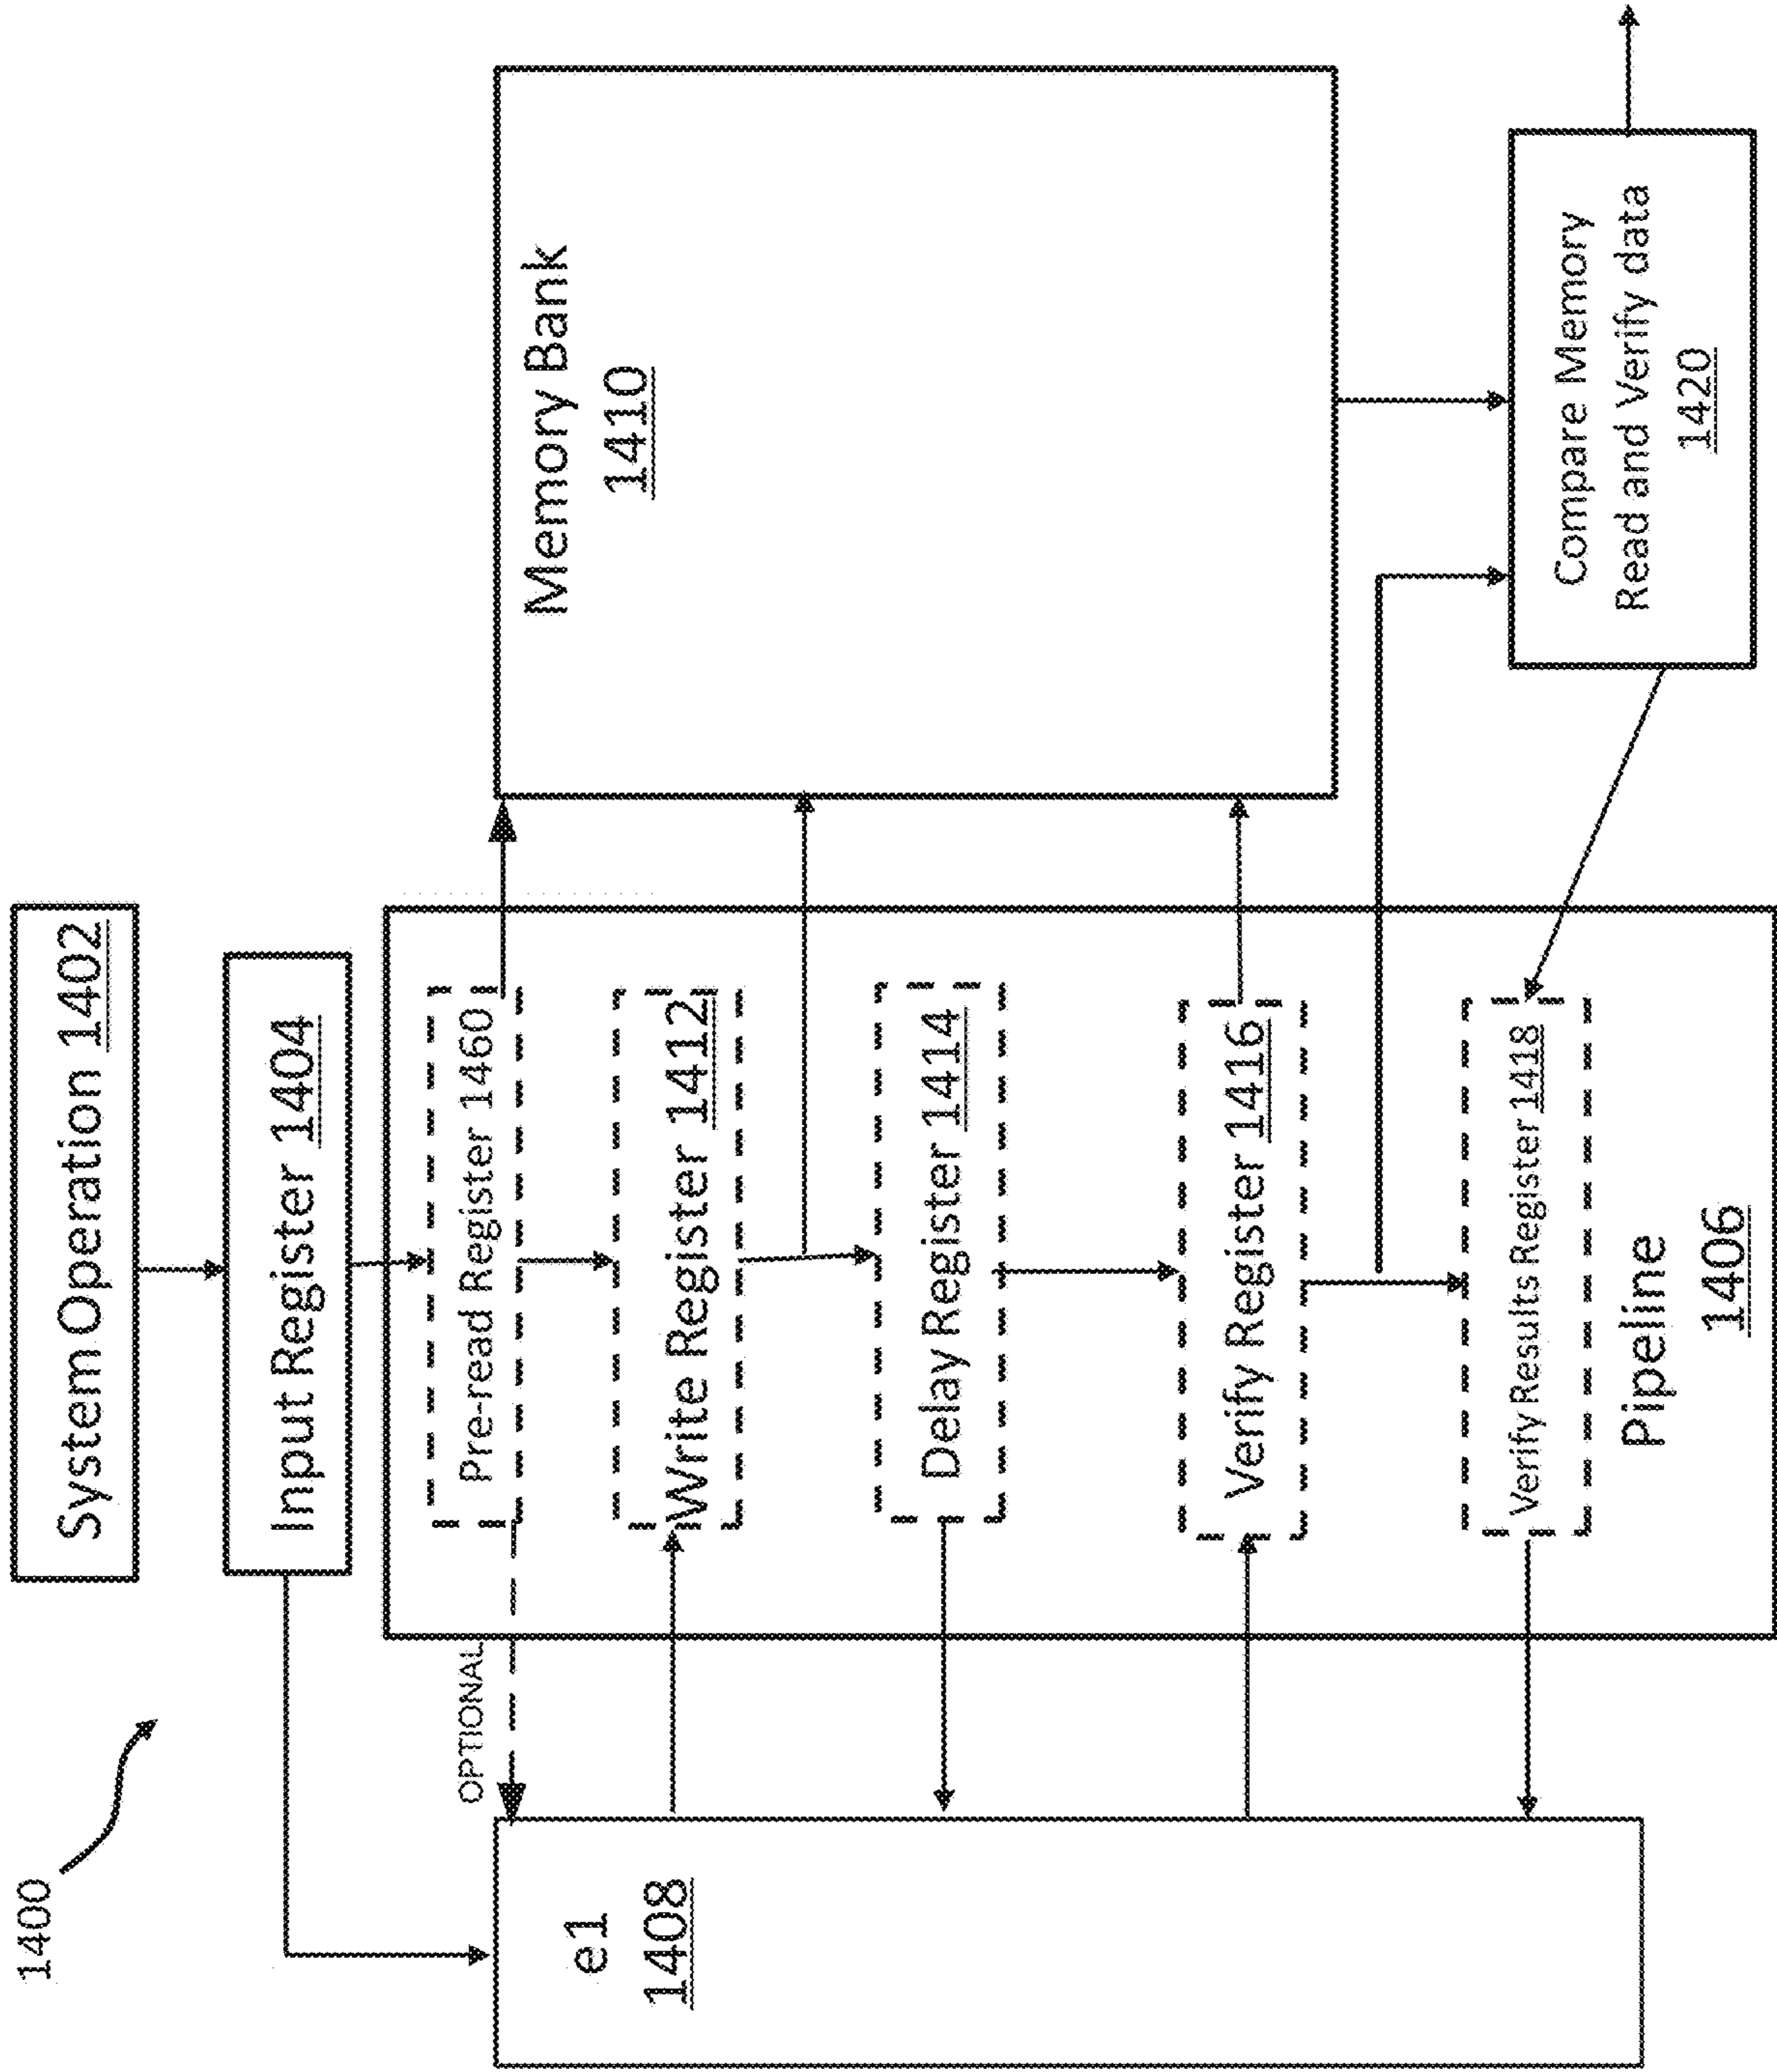 1400
System Operation 1402
Input Register 1404
OPTIONAL
Pre-read Register 1460
Write Register 1412
Delay Register 1414
Verify Register 1416
Verify Results Register 1418
Pipeline
1406
e1
1408
Memory Bank
1410
Compare Memory
Read and Verify data
1420